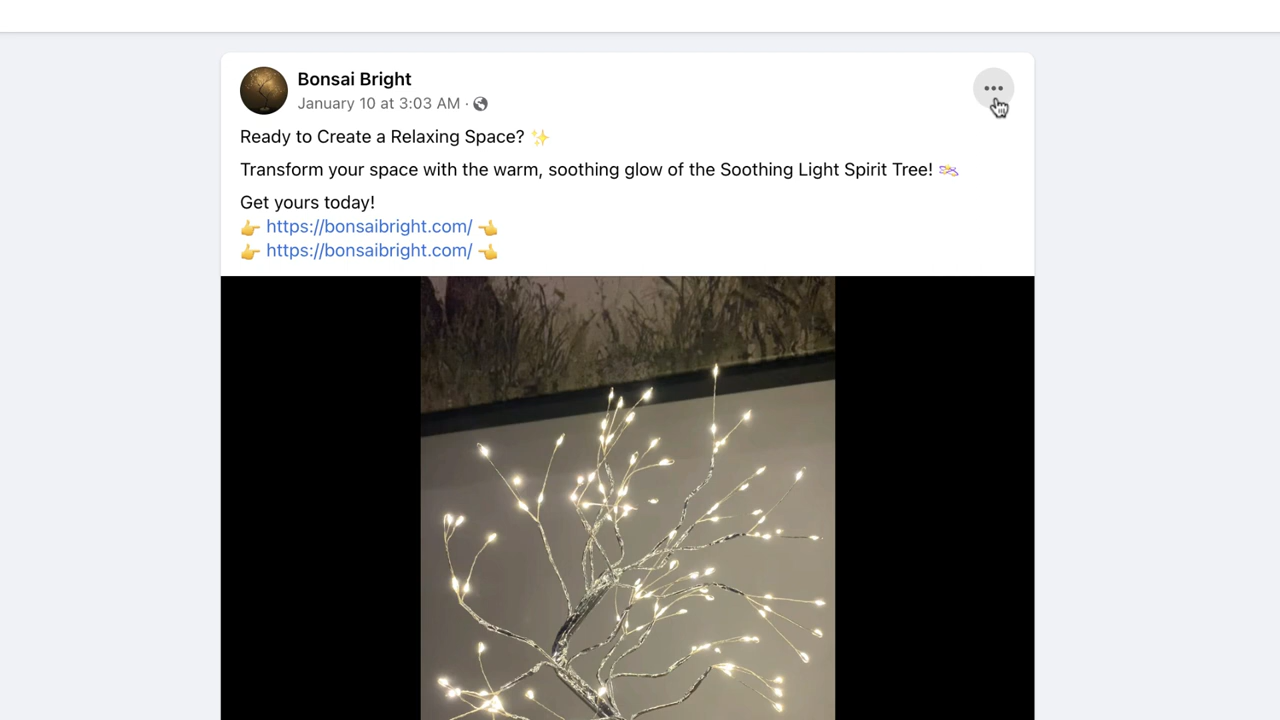 Bonsai Bright
January 10 at 3:03 AM ·
Ready to Create a Relaxing Space? ✨
Transform your space with the warm, soothing glow of the Soothing Light Spirit Tree!
Get yours today!
👉 https://bonsaibright.com/ 👈
👉 https://bonsaibright.com/ 👈